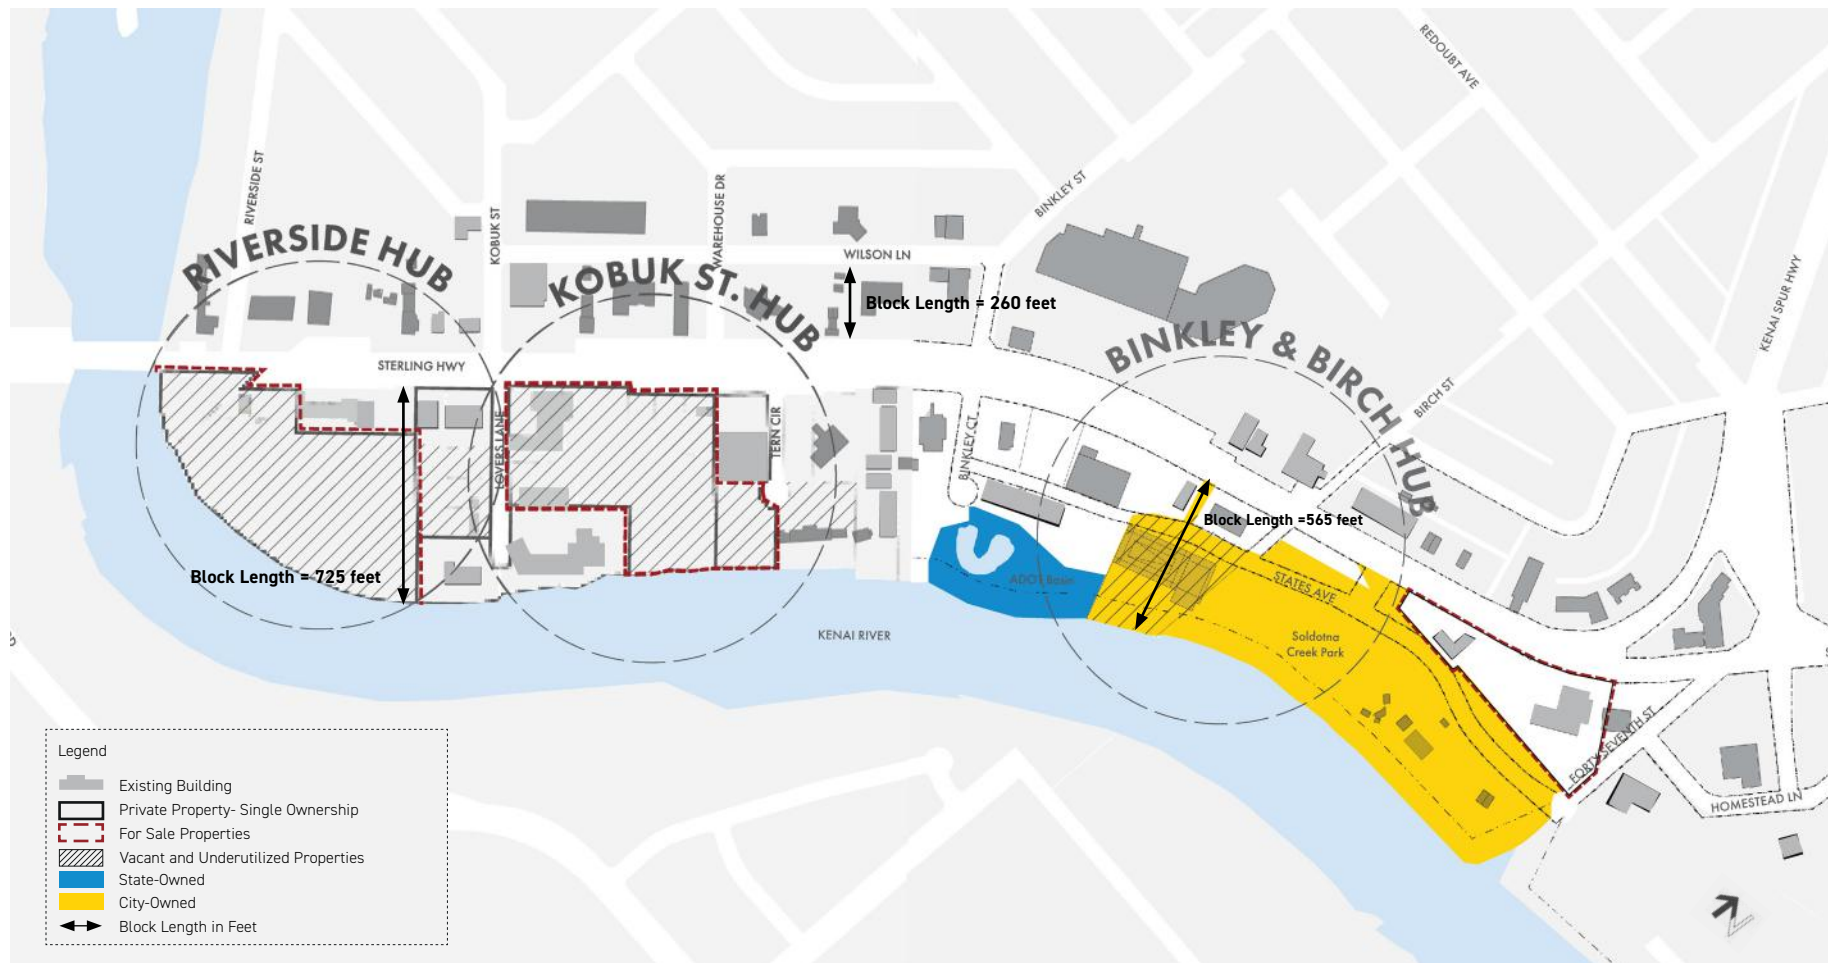 REDOUBT AVE
RIVERSIDE ST
KOBUK ST
WAREHOUSE DR
BINKLEY ST
WILSON LN
KENAI SPUR HWY
RIVERSIDE HUB
KOBUK ST. HUB
Block Length = 260 feet
BINKLEY & BIRCH HUB
STERLING HWY
BIRCH ST
LOVERS LANE
TERN CIR
BINKLEY CT
Block Length =565 feet
Block Length = 725 feet
ADOT Basin
STATES AVE
KENAI RIVER
Soldotna
Creek Park
FORTY SEVENTH ST
HOMESTEAD LN
Legend
Existing Building
Private Property- Single Ownership
For Sale Properties
Vacant and Underutilized Properties
State-Owned
City-Owned
Block Length in Feet